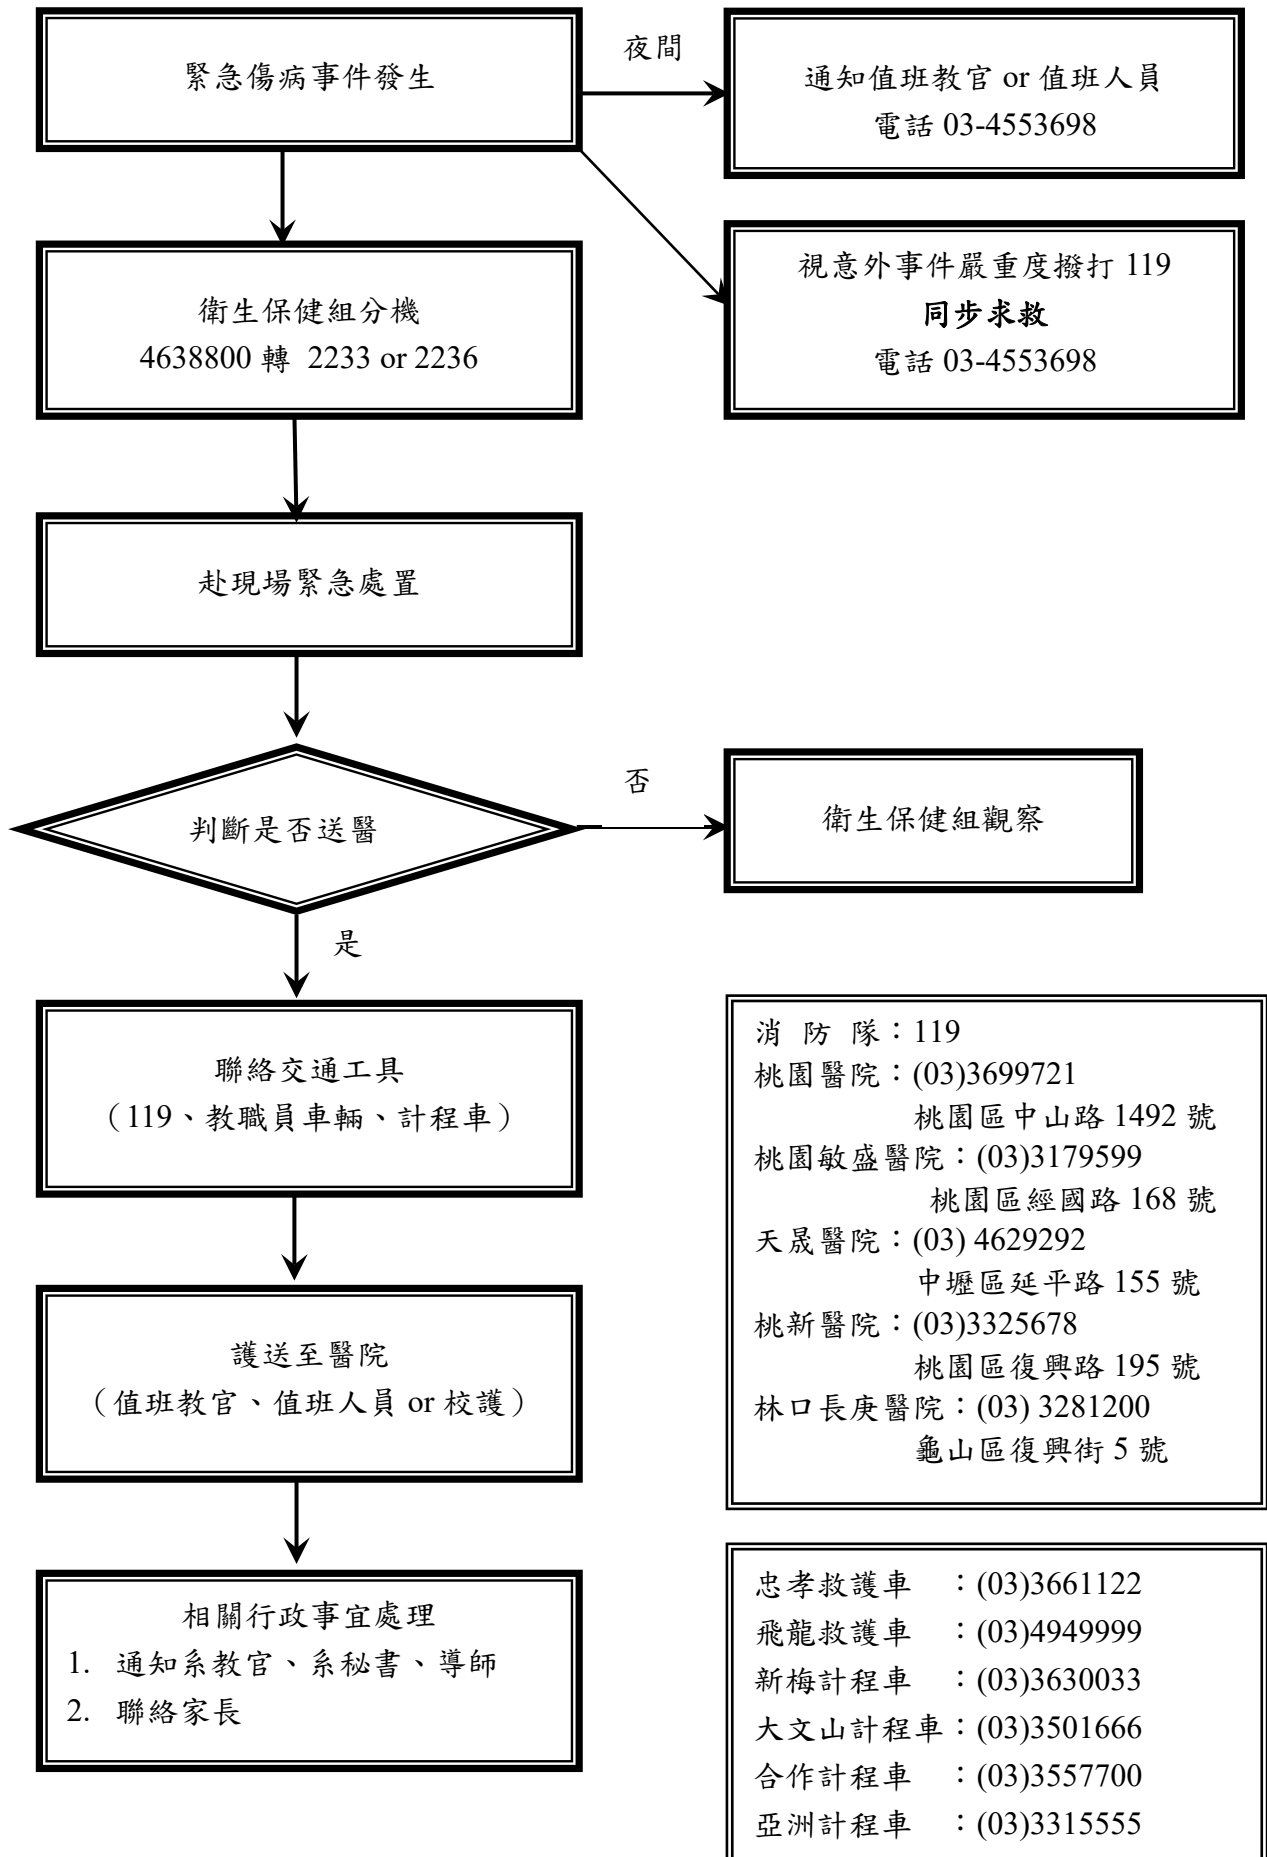 緊急傷病事件發生
夜間
通知值班教官 or 值班人員
電話 03-4553698
視意外事件嚴重度撥打 119
同步求救
電話 03-4553698
衛生保健組分機
4638800 轉 2233 or 2236
赴現場緊急處置
判斷是否送醫
否
衛生保健組觀察
是
聯絡交通工具
（119、教職員車輛、計程車）
護送至醫院
（值班教官、值班人員 or 校護）
相關行政事宜處理
1. 通知系教官、系秘書、導師
2. 聯絡家長
消 防 隊：119
桃園醫院：(03)3699721
桃園區中山路 1492 號
桃園敏盛醫院：(03)3179599
桃園區經國路 168 號
天晟醫院：(03) 4629292
中壢區延平路 155 號
桃新醫院：(03)3325678
桃園區復興路 195 號
林口長庚醫院：(03) 3281200
龜山區復興街 5 號
忠孝救護車 ：(03)3661122
飛龍救護車 ：(03)4949999
新梅計程車 ：(03)3630033
大文山計程車：(03)3501666
合作計程車 ：(03)3557700
亞洲計程車 ：(03)3315555